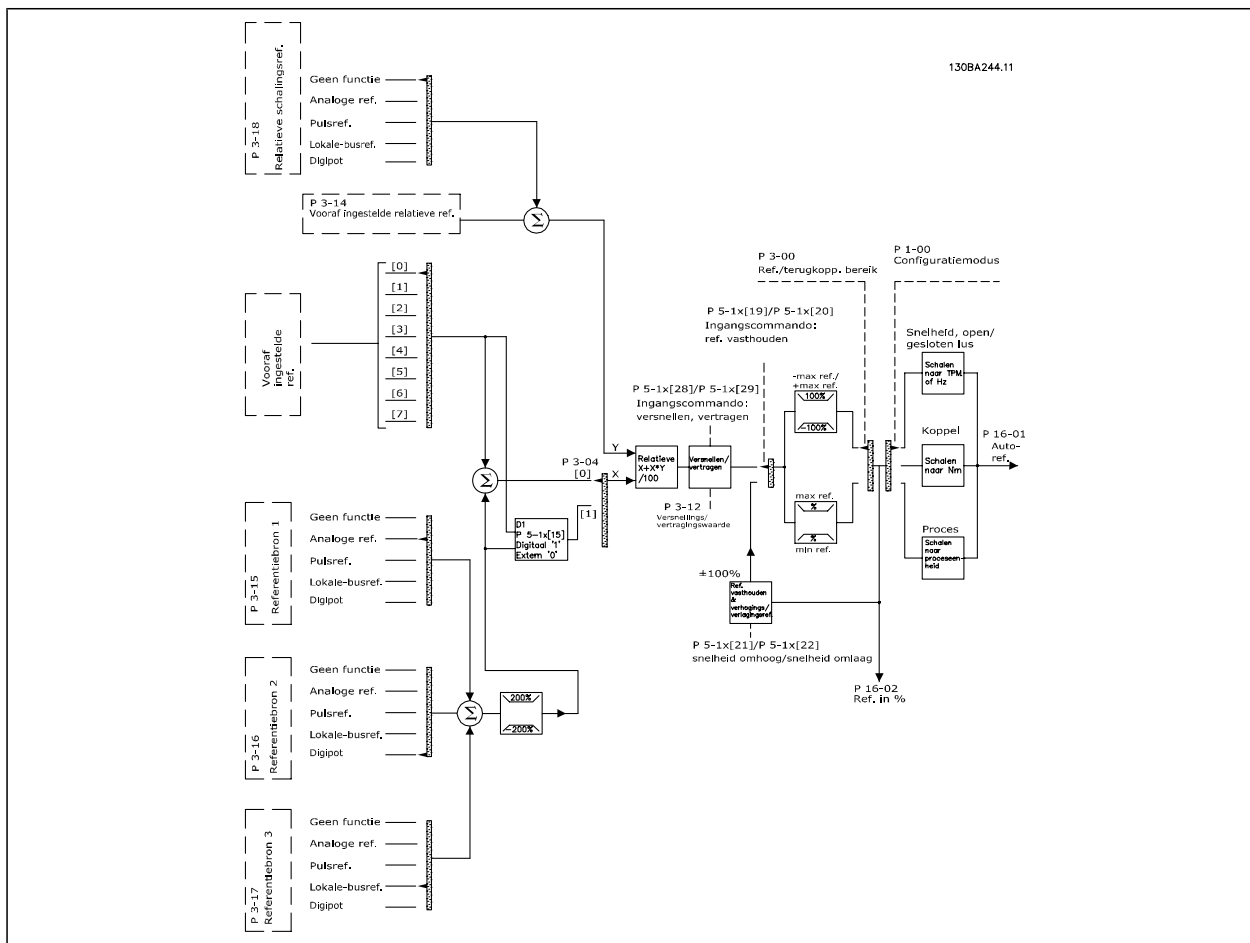 130BA244.11
P 3-18
Relatieve schalingsref.
Geen functie
Analoge ref.
Pulsref.
Lokale-busref.
Digipot
P 3-14
Vooraf ingestelde relatieve ref.
Vooraf
ingestelde
ref.
[0]
[1]
[2]
[3]
[4]
[5]
[6]
[7]
P 3-15
Referentiebron 1
Geen functie
Analoge ref.
Pulsref.
Lokale-busref.
Digipot
P 3-16
Referentiebron 2
Geen functie
Analoge ref.
Pulsref.
Lokale-busref.
Digipot
P 3-17
Referentiebron 3
Geen functie
Analoge ref.
Pulsref.
Lokale-busref.
Digipot
Σ
Σ
Σ
200%
-200%
D1
P 5-1x[15]
Digitaal '1'
Extern '0'
P 3-04
[0]
[1]
Y
X
Relatieve
X+X*Y
/100
P 5-1x[28]/P 5-1x[29]
Ingangscommando:
versnellen, vertragen
Versnellen/
vertragen
P 3-12
Versnellings/
vertragingswaarde
P 5-1x[19]/P 5-1x[20]
Ingangscommando:
ref. vasthouden
±100%
Ref.
vasthouden
&
verhogings/
verlagingsref.
P 5-1x[21]/P 5-1x[22]
snelheid omhoog/snelheid omlaag
P 3-00
Ref./terugkopp. bereik
-max ref./
+max ref.
100%
-100%
max ref.
%
%
min ref.
P 1-00
Configuratiemodus
Snelheid, open/
gesloten lus
Schalen
naar TPM
of Hz
Koppel
Schalen
naar Nm
Proces
Schalen
naar
proceseen-
heid
P 16-01
Auto-
ref.
P 16-02
Ref. in %